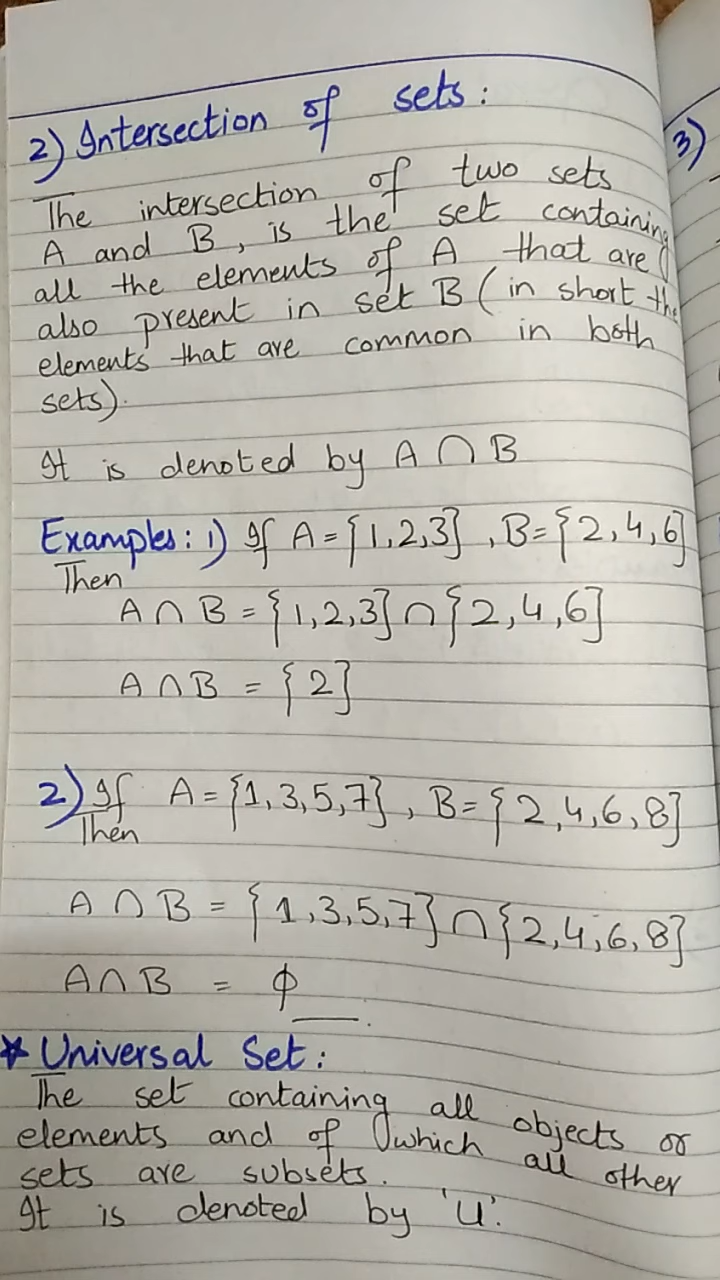 2) Intersection of sets:
3)
The intersection of two sets
A and B, is the set containing
all the elements of A that are
also present in set B (in short the
elements that are common in both
sets).
It is denoted by A ∩ B
Examples: 1) If A = {1,2,3}, B = {2,4,6}
Then
A ∩ B = {1,2,3} ∩ {2,4,6}
A ∩ B = {2}
2) If A = {1,3,5,7}, B = {2,4,6,8}
Then
A ∩ B = {1,3,5,7} ∩ {2,4,6,8}
A ∩ B = ϕ
* Universal Set:
The set containing all objects or
elements and of which all other
sets are subsets.
It is denoted by 'U'.